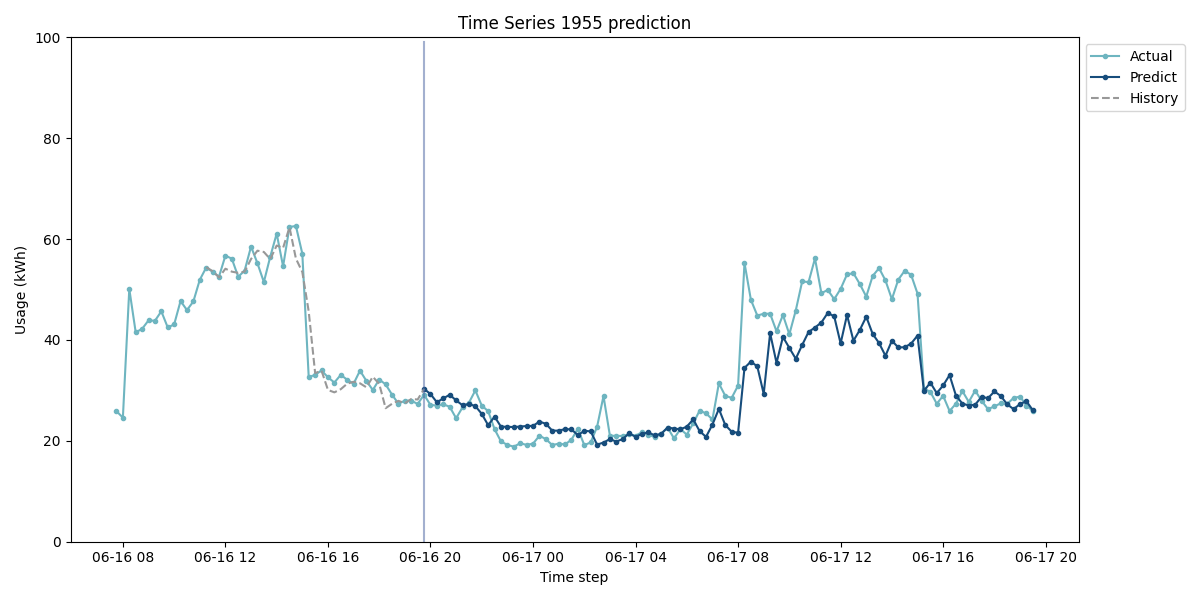 Time Series 1955 prediction
100
80
60
40
20
0
Usage (kWh)
06-16 08
06-16 12
06-16 16
06-16 20
06-17 00
06-17 04
06-17 08
06-17 12
06-17 16
06-17 20
Time step
Actual
Predict
History